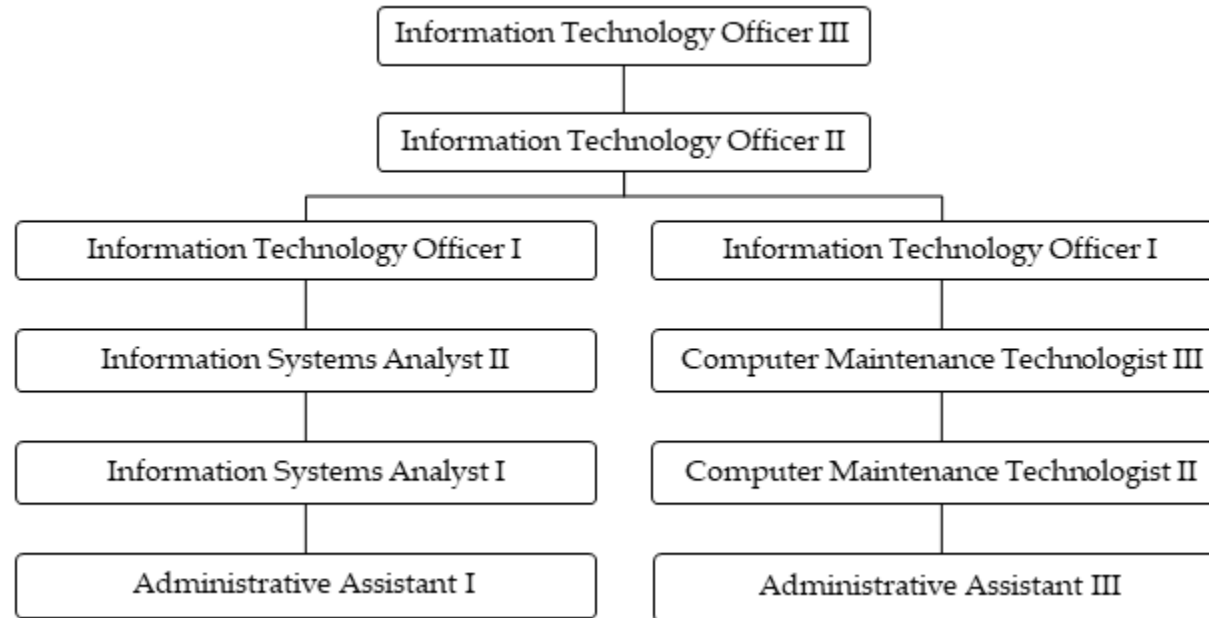 Information Technology Officer III
Information Technology Officer II
Information Technology Officer I
Information Technology Officer I
Information Systems Analyst II
Computer Maintenance Technologist III
Information Systems Analyst I
Computer Maintenance Technologist II
Administrative Assistant I
Administrative Assistant III